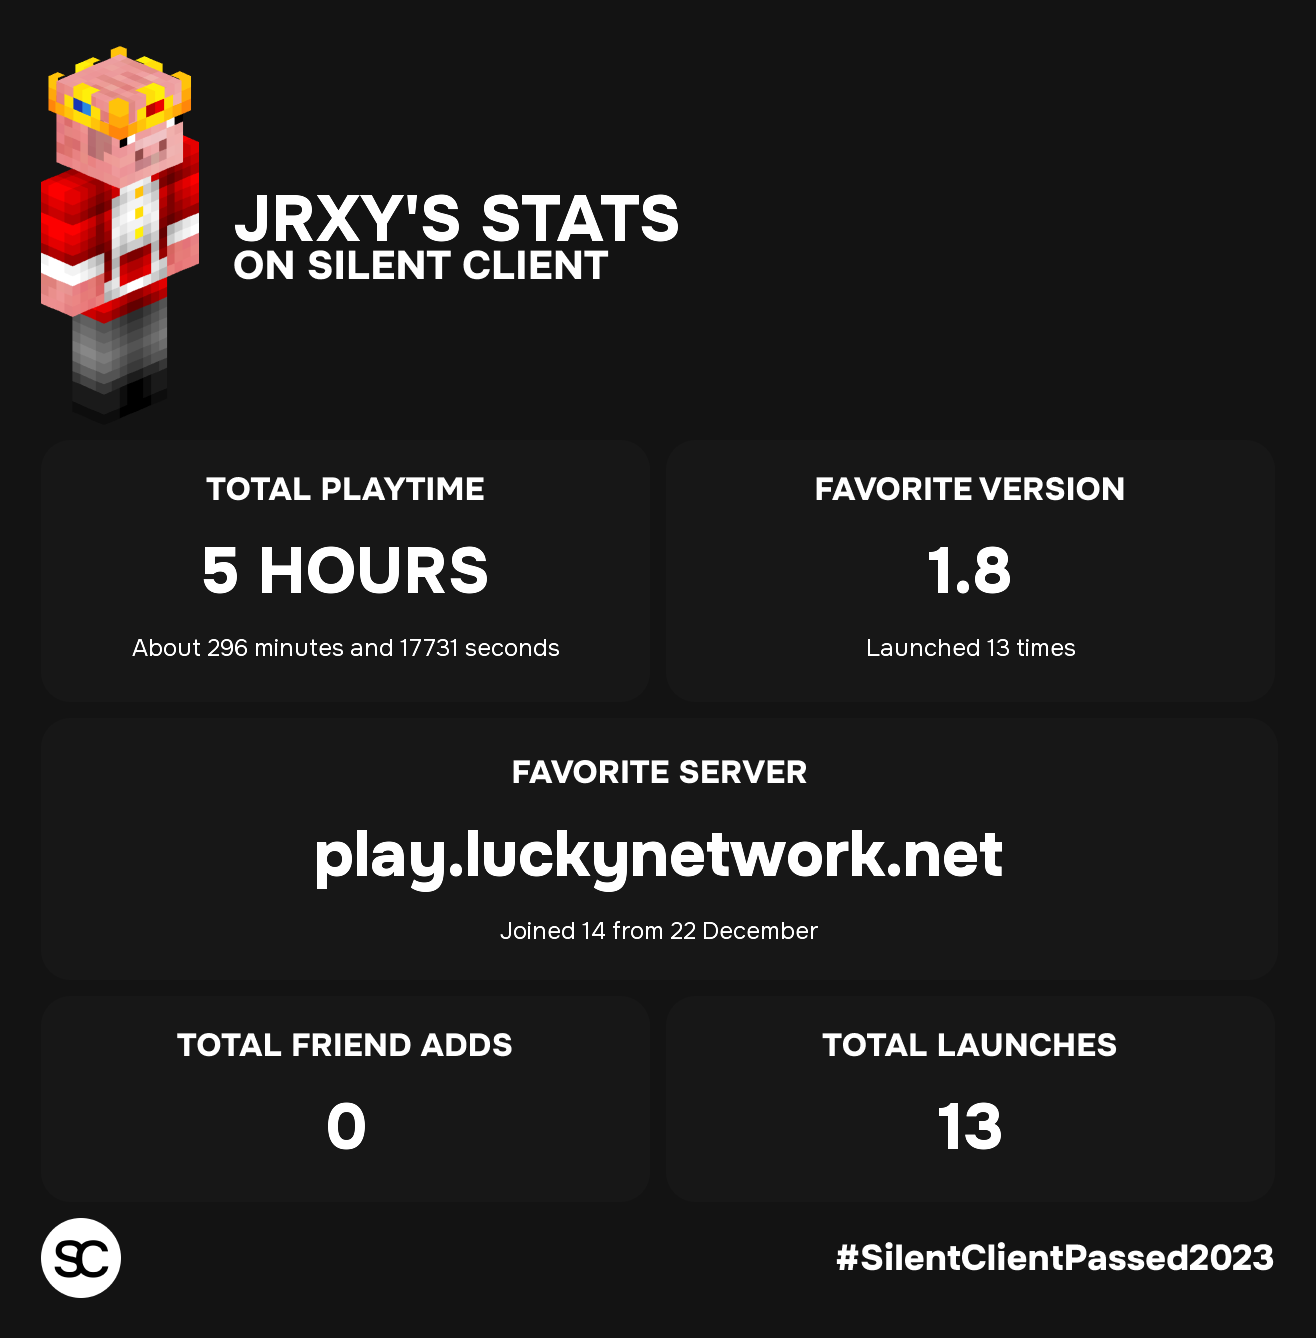 JRXY'S STATS
ON SILENT CLIENT
TOTAL PLAYTIME
5 HOURS
About 296 minutes and 17731 seconds
FAVORITE VERSION
1.8
Launched 13 times
FAVORITE SERVER
play.luckynetwork.net
Joined 14 from 22 December
TOTAL FRIEND ADDS
0
TOTAL LAUNCHES
13
SC
#SilentClientPassed2023